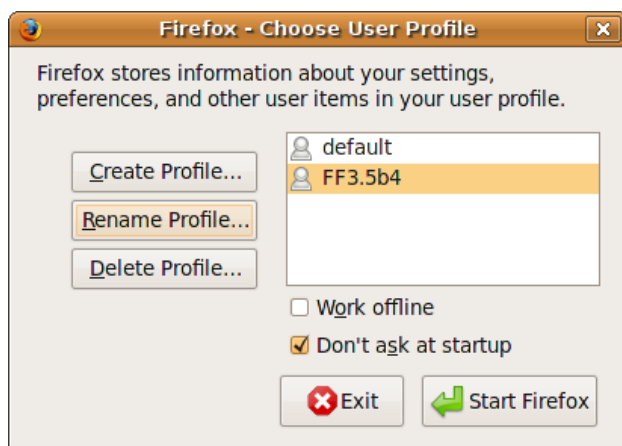 Firefox - Choose User Profile
Firefox stores information about your settings,
preferences, and other user items in your user profile.
Create Profile...
Rename Profile...
Delete Profile...
default
FF3.5b4
Work offline
Don't ask at startup
Exit
Start Firefox